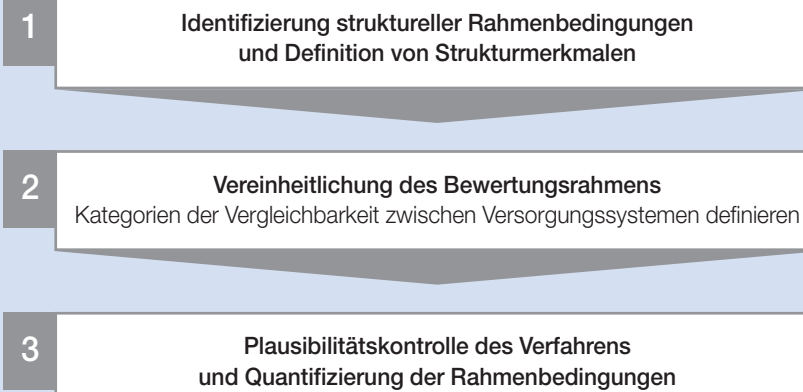 1
Identifizierung struktureller Rahmenbedingungen
und Definition von Strukturmerkmalen
2
Vereinheitlichung des Bewertungsrahmens
Kategorien der Vergleichbarkeit zwischen Versorgungssystemen definieren
3
Plausibilitätskontrolle des Verfahrens
und Quantifizierung der Rahmenbedingungen